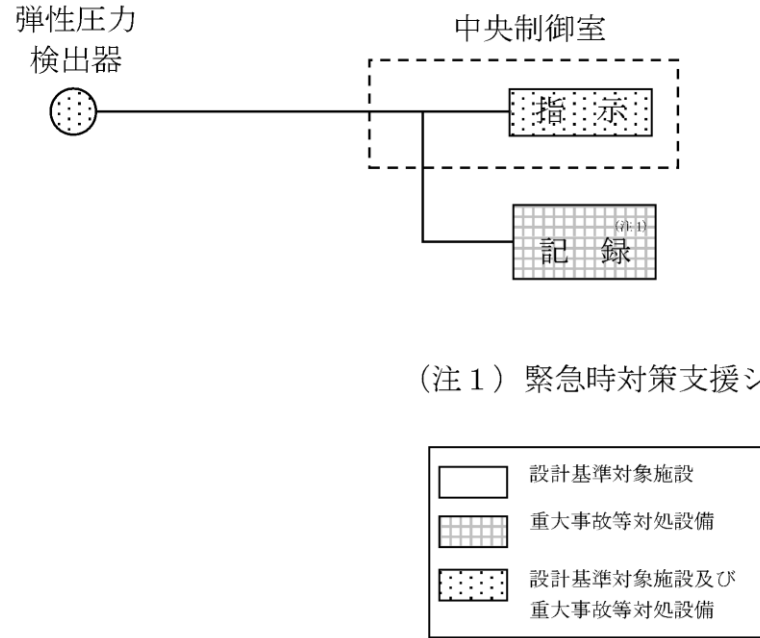 弾性圧力
検出器
中央制御室
指　示
(注1)
記　録
(注１) 緊急時対策支援シ
設計基準対象施設
重大事故等対処設備
設計基準対象施設及び
重大事故等対処設備